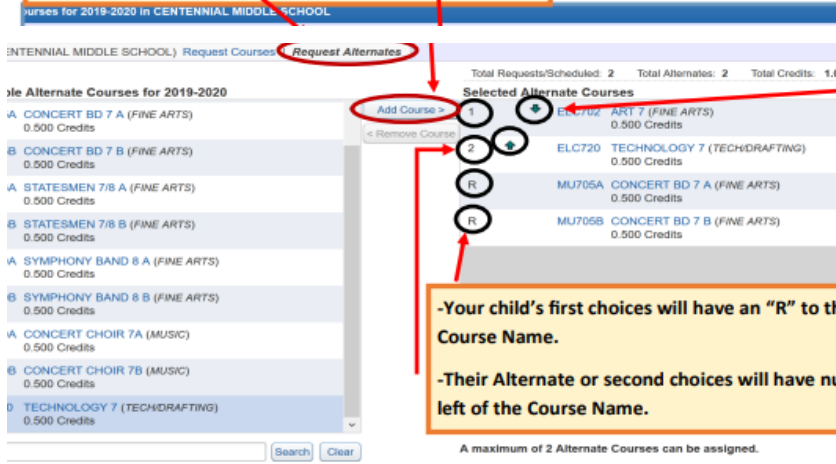 ourses for 2019-2020 in CENTENNIAL MIDDLE SCHOOL
ENTENNIAL MIDDLE SCHOOL) Request Courses Request Alternates
Total Requests/Scheduled: 2 Total Alternates: 2 Total Credits: 1.0
ble Alternate Courses for 2019-2020
Selected Alternate Courses
A CONCERT BD 7 A (FINE ARTS)
0.500 Credits
B CONCERT BD 7 B (FINE ARTS)
0.500 Credits
A STATESMEN 7/8 A (FINE ARTS)
0.500 Credits
B STATESMEN 7/8 B (FINE ARTS)
0.500 Credits
A SYMPHONY BAND 8 A (FINE ARTS)
0.500 Credits
B SYMPHONY BAND 8 B (FINE ARTS)
0.500 Credits
A CONCERT CHOIR 7A (MUSIC)
0.500 Credits
B CONCERT CHOIR 7B (MUSIC)
0.500 Credits
0 TECHNOLOGY 7 (TECH/DRAFTING)
0.500 Credits
Search Clear
Add Course >
< Remove Course
1 ELC702 ART 7 (FINE ARTS)
0.500 Credits
2 ELC720 TECHNOLOGY 7 (TECH/DRAFTING)
0.500 Credits
R MU705A CONCERT BD 7 A (FINE ARTS)
0.500 Credits
R MU705B CONCERT BD 7 B (FINE ARTS)
0.500 Credits
-Your child's first choices will have an "R" to th
Course Name.
-Their Alternate or second choices will have nu
left of the Course Name.
A maximum of 2 Alternate Courses can be assigned.